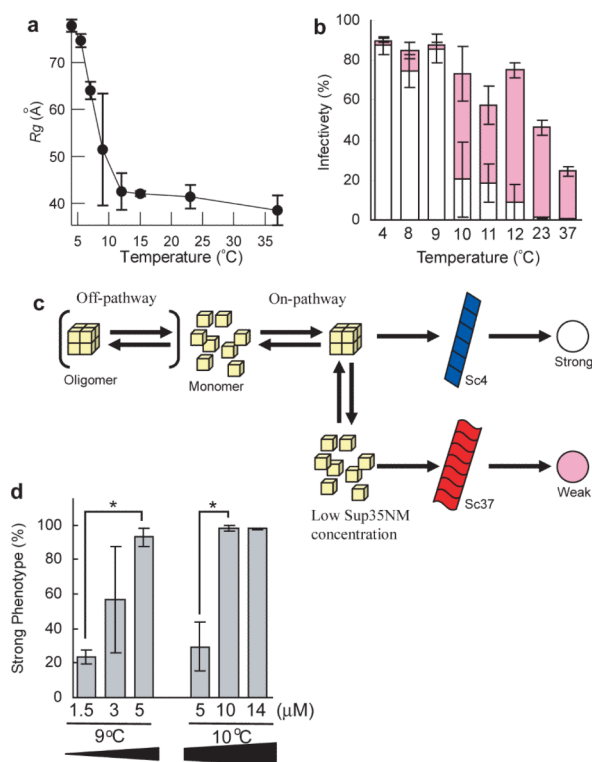 a
Rg (Å)
70
60
50
40
5 10 15 20 25 30 35
Temperature (°C)
b
Infectivety (%)
100
80
60
40
20
0
4 8 9 10 11 12 23 37
Temperature (°C)
c
Off-pathway
On-pathway
Oligomer
Monomer
Sc4
Strong
Low Sup35NM
concentration
Sc37
Weak
d
Strong Phenotype (%)
100
80
60
40
20
0
* *
1.5 3 5 5 10 14 (μM)
9°C 10°C